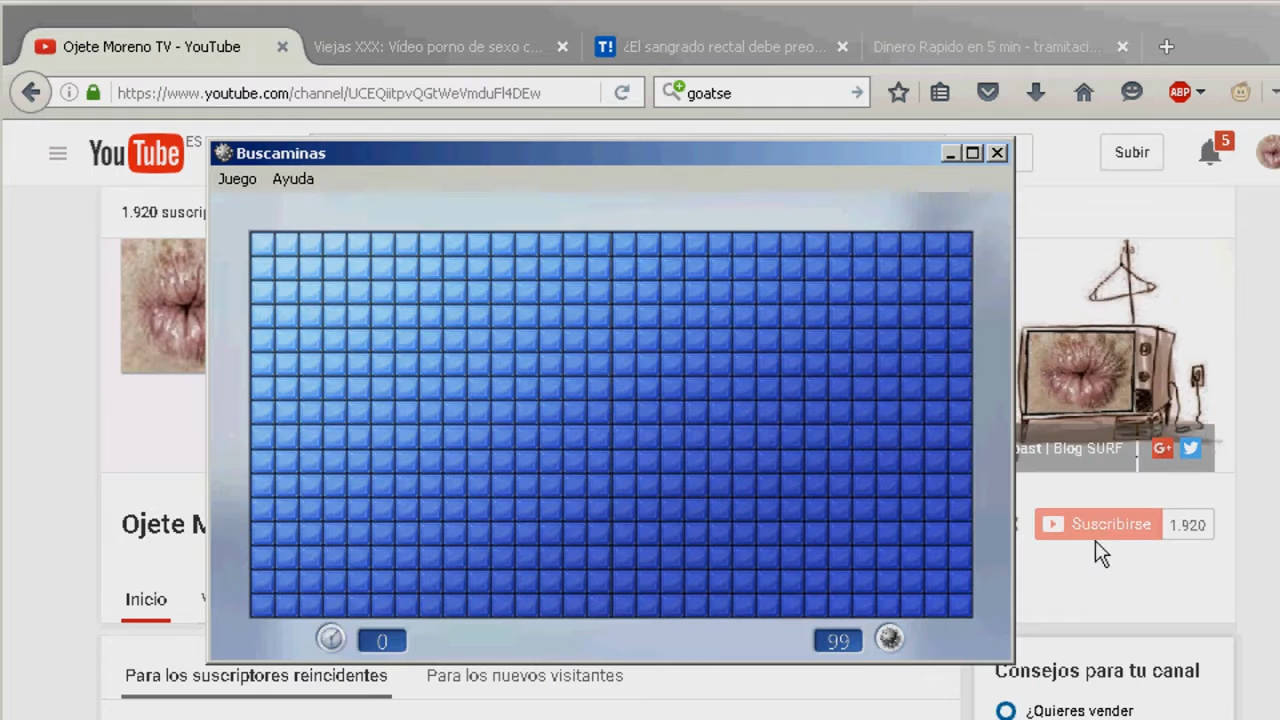 Ojete Moreno TV - YouTube
Viejas XXX: Vídeo porno de sexo c...
T!
¿El sangrado rectal debe preo...
Dinero Rapido en 5 min - tramitaci...
https://www.youtube.com/channel/UCEQiitpvQGtWeVmduFl4DEw
goatse
ABP
YouTube ES
Subir
5
Buscaminas
Juego Ayuda
1.920 suscrip
past | Blog SURF
G+
Ojete M
Suscribirse 1.920
Inicio
0
99
Para los suscriptores reincidentes
Para los nuevos visitantes
Consejos para tu canal
¿Quieres vender